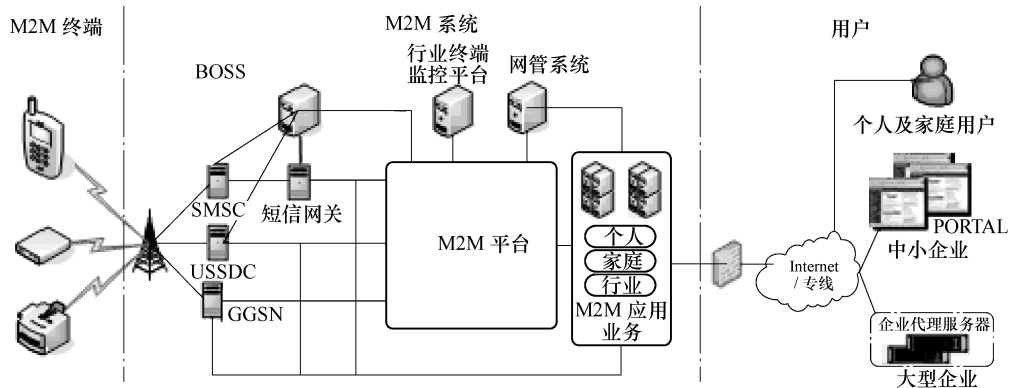 M2M 终端
M2M 系统
用户
BOSS
行业终端
监控平台
网管系统
个人及家庭用户
SMSC
短信网关
USSDC
GGSN
M2M 平台
个人
家庭
行业
M2M 应用
业务
Internet
/ 专线
PORTAL
中小企业
企业代理服务器
大型企业